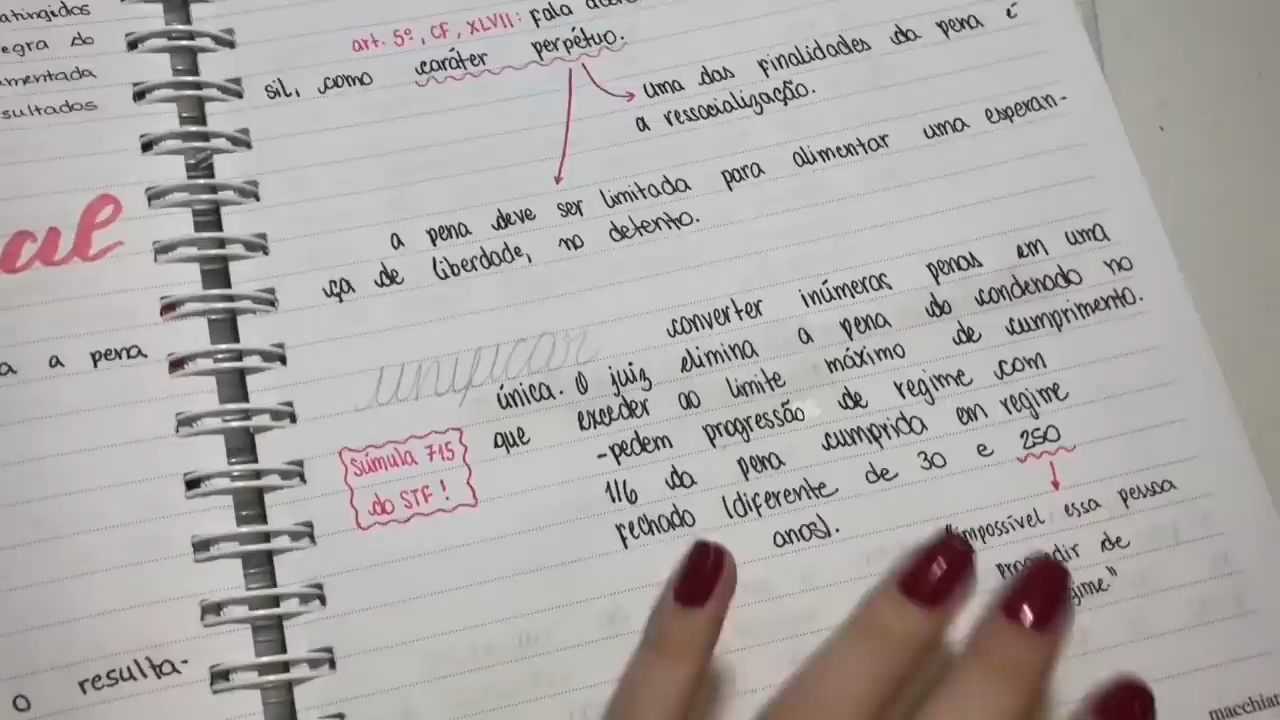 atingidos
egra do
mentada
sultados
al
a a pena
o resulta-
art. 5º, CF, XLVII: Fala
sil, como caráter perpétuo.
uma das finalidades da pena é
a ressocialização.
a pena deve ser limitada para alimentar uma esperan-
ça de liberdade, no detento.
unificar
converter inúmeras penas em uma
única. O juiz elimina a pena do condenado no
que exceder ao limite máximo de cumprimento.
-pedem progressão de regime com
1/6 da pena cumprida em regime
fechado (diferente de 30 e 250
anos).
súmula 715
do STF!
"impossível essa pessoa
de
macchiar